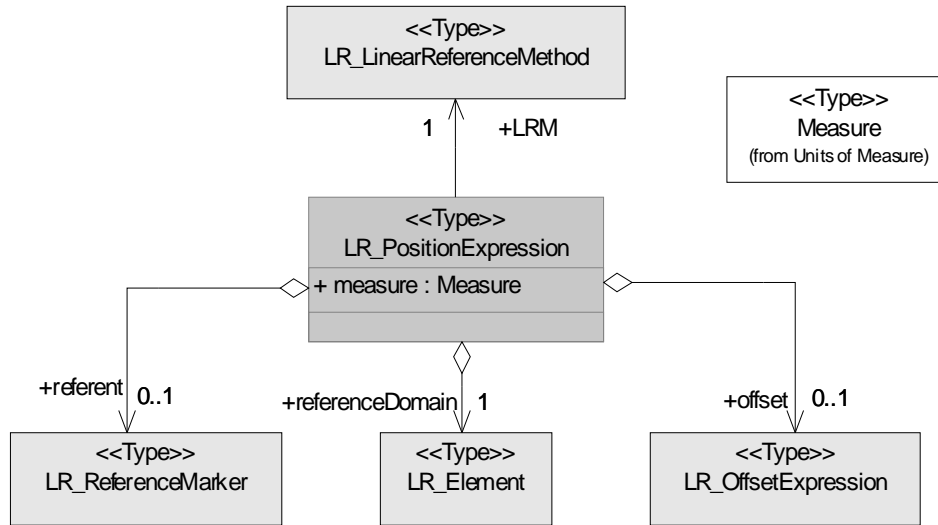 <<Type>>
LR_LinearReferenceMethod
<<Type>>
Measure
(from Units of Measure)
1
+LRM
<<Type>>
LR_PositionExpression
+ measure : Measure
+referent
0..1
+referenceDomain
1
+offset
0..1
<<Type>>
LR_ReferenceMarker
<<Type>>
LR_Element
<<Type>>
LR_OffsetExpression